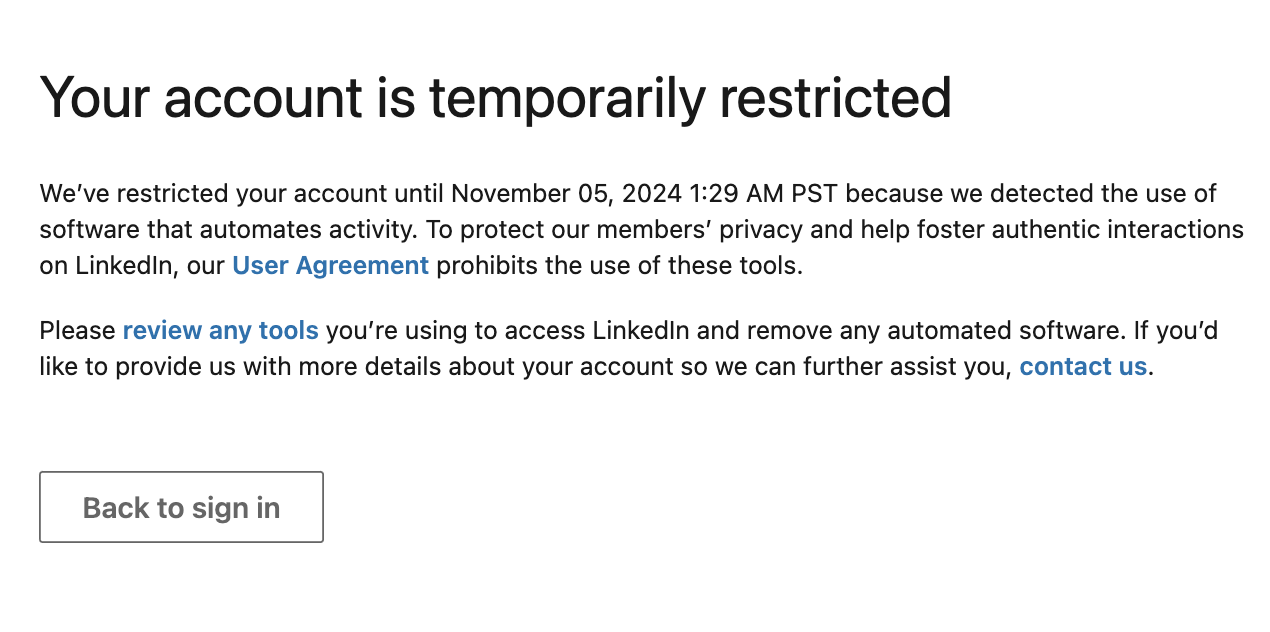 Your account is temporarily restricted
We’ve restricted your account until November 05, 2024 1:29 AM PST because we detected the use of
software that automates activity. To protect our members’ privacy and help foster authentic interactions
on LinkedIn, our User Agreement prohibits the use of these tools.
Please review any tools you’re using to access LinkedIn and remove any automated software. If you’d
like to provide us with more details about your account so we can further assist you, contact us.
Back to sign in